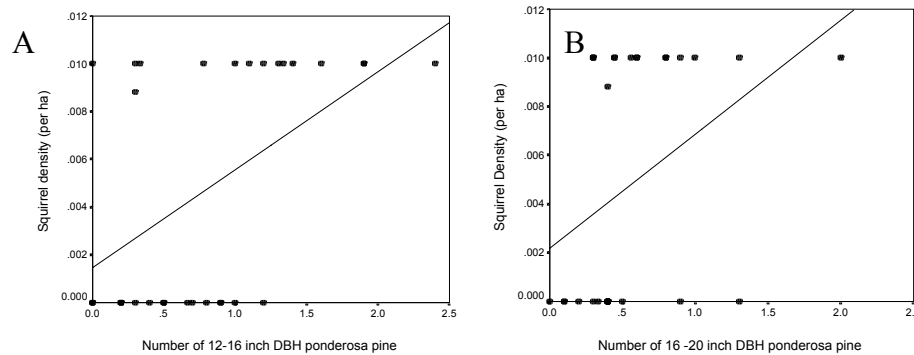 A
.012
.010
.008
.006
.004
.002
0.000
Squirrel density (per ha)
0.0 .5 1.0 1.5 2.0 2.5
Number of 12-16 inch DBH ponderosa pine
B
.012
.010
.008
.006
.004
.002
0.000
Squirrel Density (per ha)
0.0 .5 1.0 1.5 2.0 2.
Number of 16 -20 inch DBH ponderosa pine